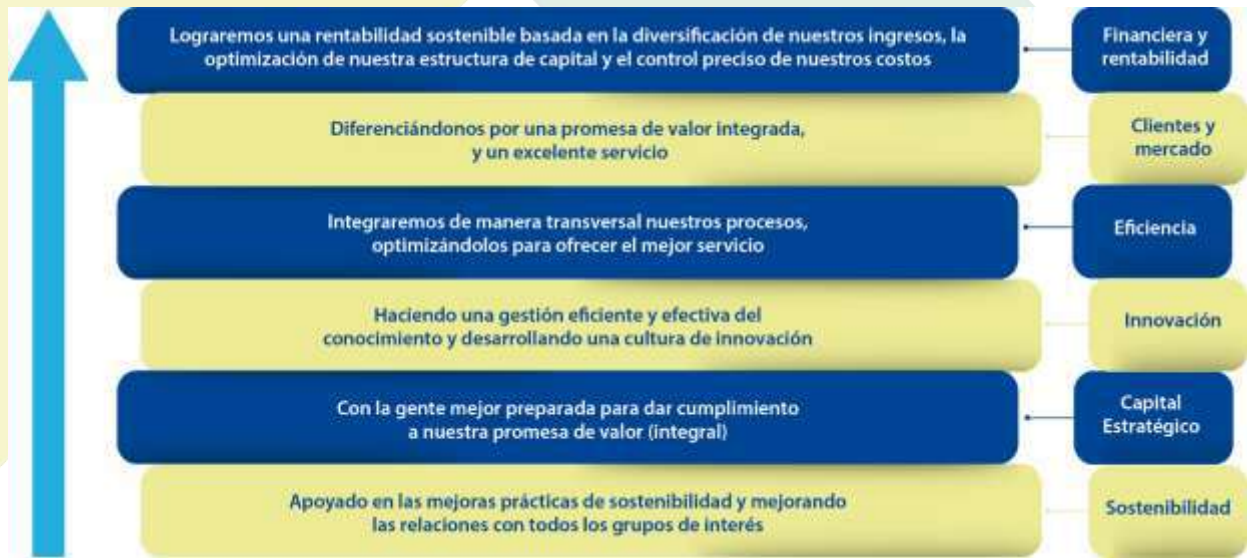 Lograremos una rentabilidad sostenible basada en la diversificación de nuestros ingresos, la
optimización de nuestra estructura de capital y el control preciso de nuestros costos
Financiera y
rentabilidad
Diferenciándonos por una promesa de valor integrada,
y un excelente servicio
Clientes y
mercado
Integraremos de manera transversal nuestros procesos,
optimizándolos para ofrecer el mejor servicio
Eficiencia
Haciendo una gestión eficiente y efectiva del
conocimiento y desarrollando una cultura de innovación
Innovación
Con la gente mejor preparada para dar cumplimiento
a nuestra promesa de valor (integral)
Capital
Estratégico
Apoyado en las mejoras prácticas de sostenibilidad y mejorando
las relaciones con todos los grupos de interés
Sostenibilidad